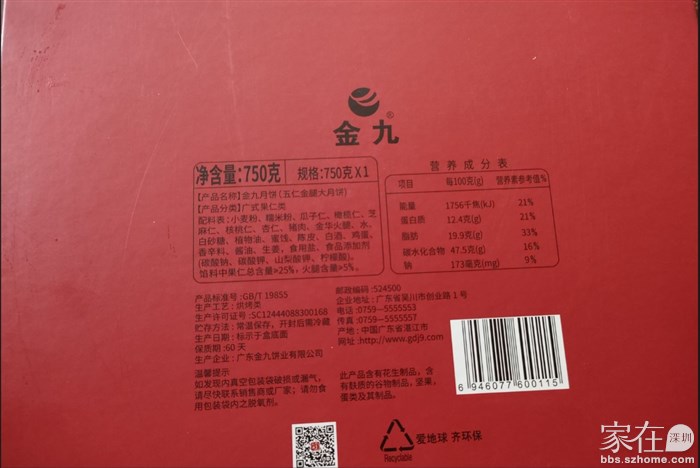 金九®
净含量:750克 规格:750克X1
【产品名称】金九月饼(五仁金腿大月饼)
【产品分类】广式果仁类
配料表:小麦粉、糯米粉、瓜子仁、橄榄仁、芝
麻仁、核桃仁、杏仁、猪肉、金华火腿、水、
白砂糖、植物油、蜜饯、陈皮、白酒、鸡蛋、
香辛料、酱油、生姜、食用盐、食品添加剂
(碳酸钠、碳酸钾、山梨酸钾、柠檬酸)。
馅料中果仁总含量≥25%,火腿含量≥5%。
营养成分表
项目 每100克(g) 营养素参考值%
能量 1756千焦(kJ) 21%
蛋白质 12.4克(g) 21%
脂肪 19.9克(g) 33%
碳水化合物 47.5克(g) 16%
钠 173毫克(mg) 9%
产品标准号:GB/T 19855
生产工艺:烘烤类
生产许可证号:SC12444088300168
贮存方法:常温保存,开封后需冷藏
生产日期:标示于盒底面
保质期:60天
生产企业:广东金九饼业有限公司
邮政编码:524500
企业地址:广东省吴川市创业路1号
电话:0759-5555553
传真:0759-5555557
产地:中国广东省湛江市
网址:http://www.gdj9.com
温馨提示
如发现内真空包装袋破损或漏气,
请尽快联系销售商或厂家;请勿食
用包装袋内之脱氧剂。
此产品含有花生制品,含
有麸质的谷物制品,坚果,
蛋类及其制品。
6 946077 600115
Recyclable
爱地球 齐环保
家在深圳
bbs.szhome.com